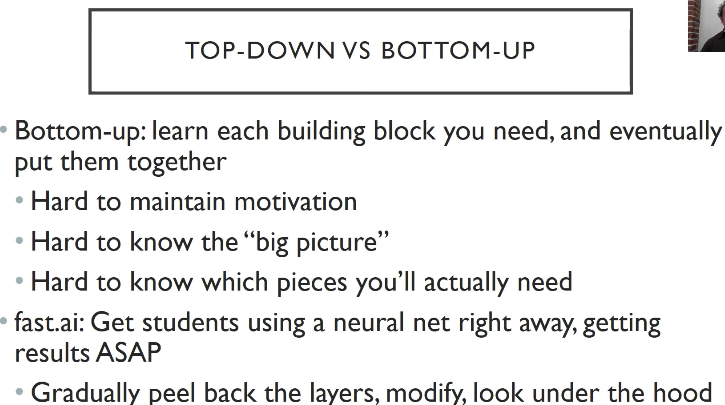 TOP-DOWN VS BOTTOM-UP
• Bottom-up: learn each building block you need, and eventually
put them together
• Hard to maintain motivation
• Hard to know the “big picture”
• Hard to know which pieces you’ll actually need
• fast.ai: Get students using a neural net right away, getting
results ASAP
• Gradually peel back the layers, modify, look under the hood